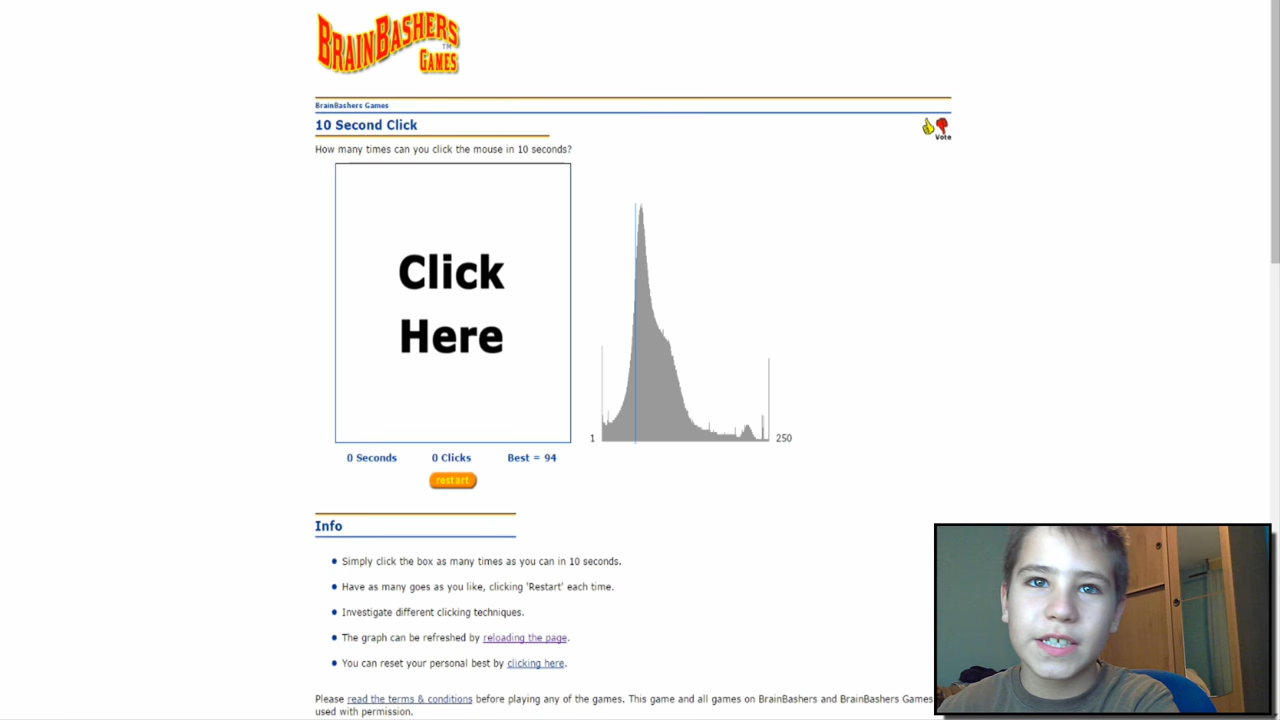 BRAINBASHERS
TM
GAMES
BrainBashers Games
10 Second Click
Vote
How many times can you click the mouse in 10 seconds?
Click
Here
1
250
0 Seconds 0 Clicks Best = 94
restart
Info
Simply click the box as many times as you can in 10 seconds.
Have as many goes as you like, clicking 'Restart' each time.
Investigate different clicking techniques.
The graph can be refreshed by reloading the page.
You can reset your personal best by clicking here.
Please read the terms & conditions before playing any of the games. This game and all games on BrainBashers and BrainBashers Games
used with permission.